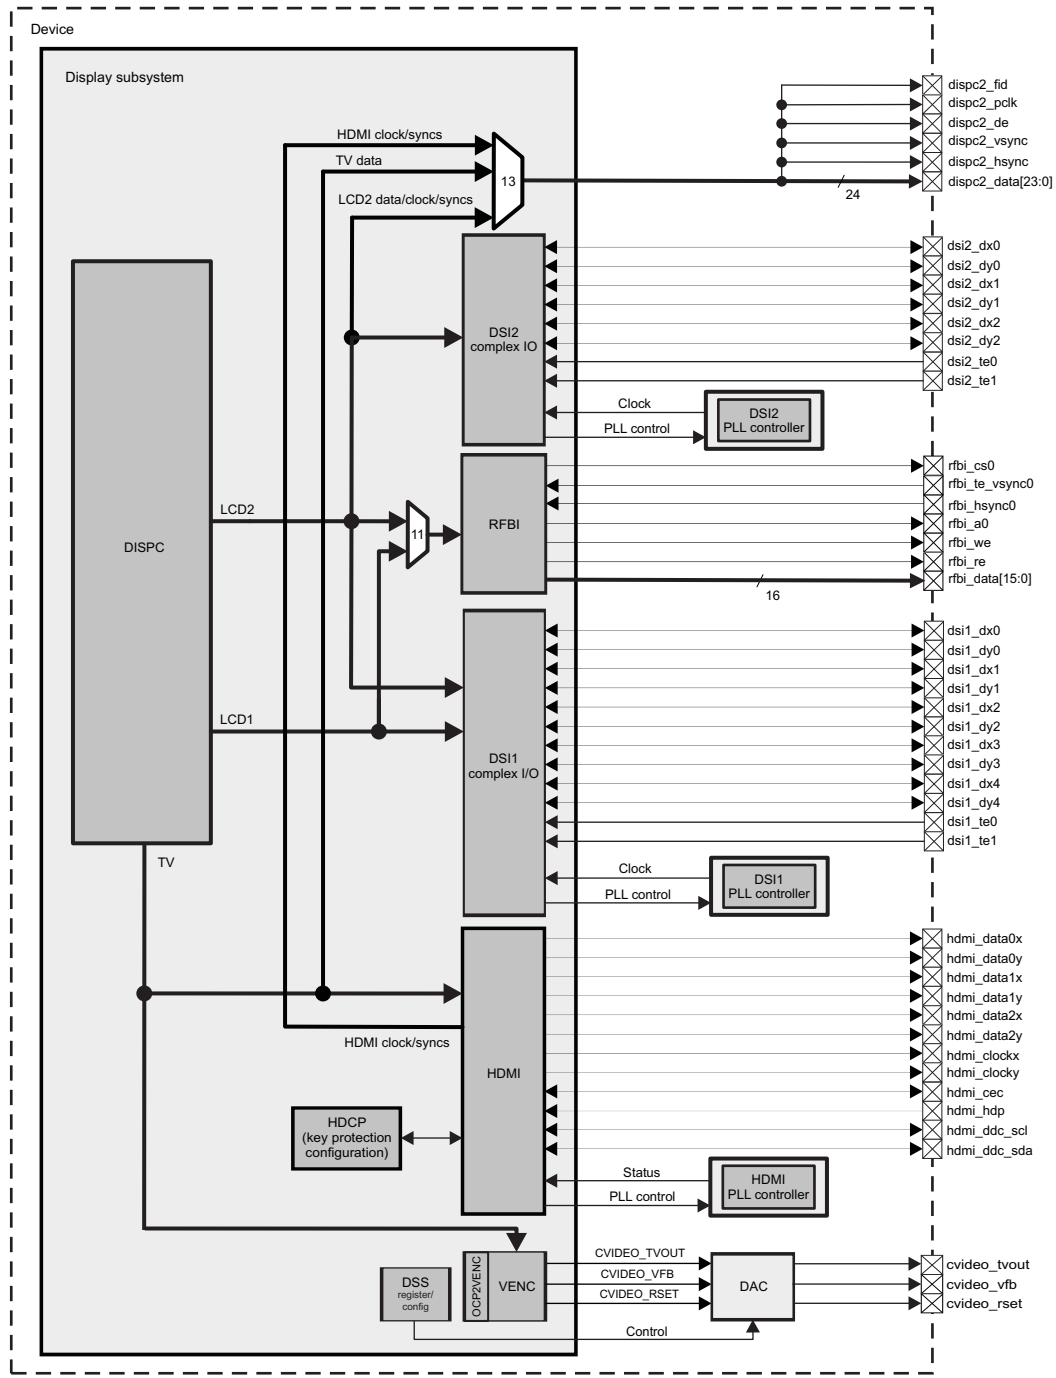 Device
Display subsystem
HDMI clock/syncs
TV data
LCD2 data/clock/syncs
13
24
dispc2_fid
dispc2_pclk
dispc2_de
dispc2_vsync
dispc2_hsync
dispc2_data[23:0]
DISPC
LCD2
LCD1
TV
11
DSI2
complex IO
dsi2_dx0
dsi2_dy0
dsi2_dx1
dsi2_dy1
dsi2_dx2
dsi2_dy2
dsi2_te0
dsi2_te1
Clock
PLL control
DSI2
PLL controller
RFBI
rfbi_cs0
rfbi_te_vsync0
rfbi_hsync0
rfbi_a0
rfbi_we
rfbi_re
rfbi_data[15:0]
16
DSI1
complex I/O
dsi1_dx0
dsi1_dy0
dsi1_dx1
dsi1_dy1
dsi1_dx2
dsi1_dy2
dsi1_dx3
dsi1_dy3
dsi1_dx4
dsi1_dy4
dsi1_te0
dsi1_te1
Clock
PLL control
DSI1
PLL controller
HDMI clock/syncs
HDMI
HDCP
(key protection
configuration)
hdmi_data0x
hdmi_data0y
hdmi_data1x
hdmi_data1y
hdmi_data2x
hdmi_data2y
hdmi_clockx
hdmi_clocky
hdmi_cec
hdmi_hdp
hdmi_ddc_scl
hdmi_ddc_sda
Status
PLL control
HDMI
PLL controller
DSS
register/
config
OCP2VENC
VENC
CVIDEO_TVOUT
CVIDEO_VFB
CVIDEO_RSET
Control
DAC
cvideo_tvout
cvideo_vfb
cvideo_rset